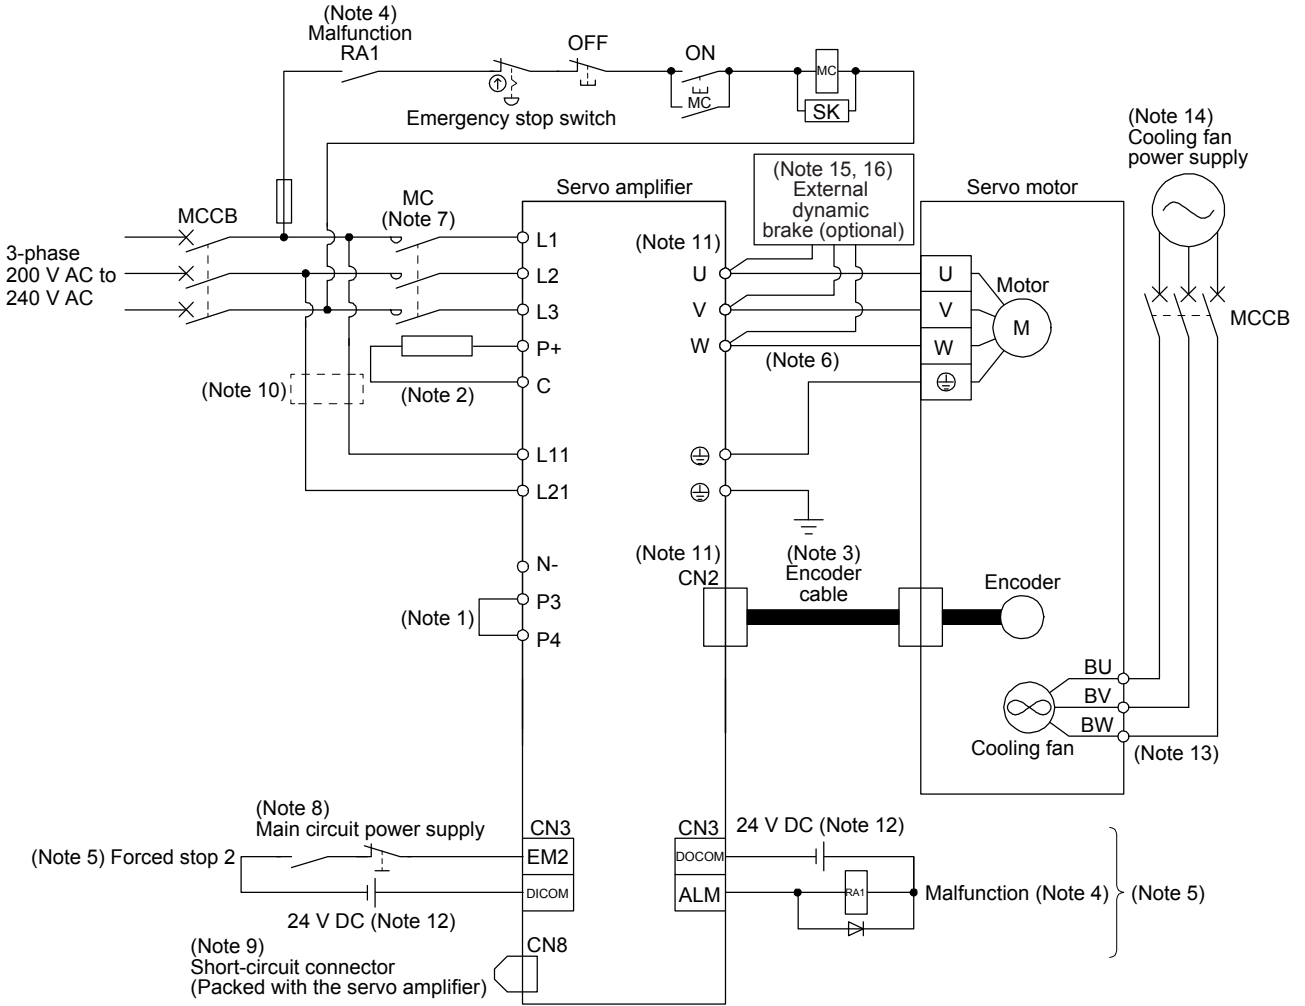 (Note 4)
Malfunction
RA1
OFF
ON
MC
MC
SK
Emergency stop switch
(Note 14)
Cooling fan
power supply
MCCB
3-phase
200 V AC to
240 V AC
MCCB
MC
(Note 7)
Servo amplifier
(Note 15, 16)
External
dynamic
brake (optional)
Servo motor
L1
L2
L3
P+
C
(Note 10)
(Note 2)
L11
L21
N-
P3
P4
(Note 1)
(Note 11)
U
V
W
(Note 6)
U
V
W
Motor
M
(Note 11)
CN2
(Note 3)
Encoder
cable
Encoder
BU
BV
BW
Cooling fan
(Note 13)
(Note 8)
Main circuit power supply
(Note 5) Forced stop 2
24 V DC (Note 12)
CN3
EM2
DICOM
(Note 9)
Short-circuit connector
(Packed with the servo amplifier)
CN8
CN3
DOCOM
ALM
24 V DC (Note 12)
RA1
Malfunction (Note 4)
(Note 5)